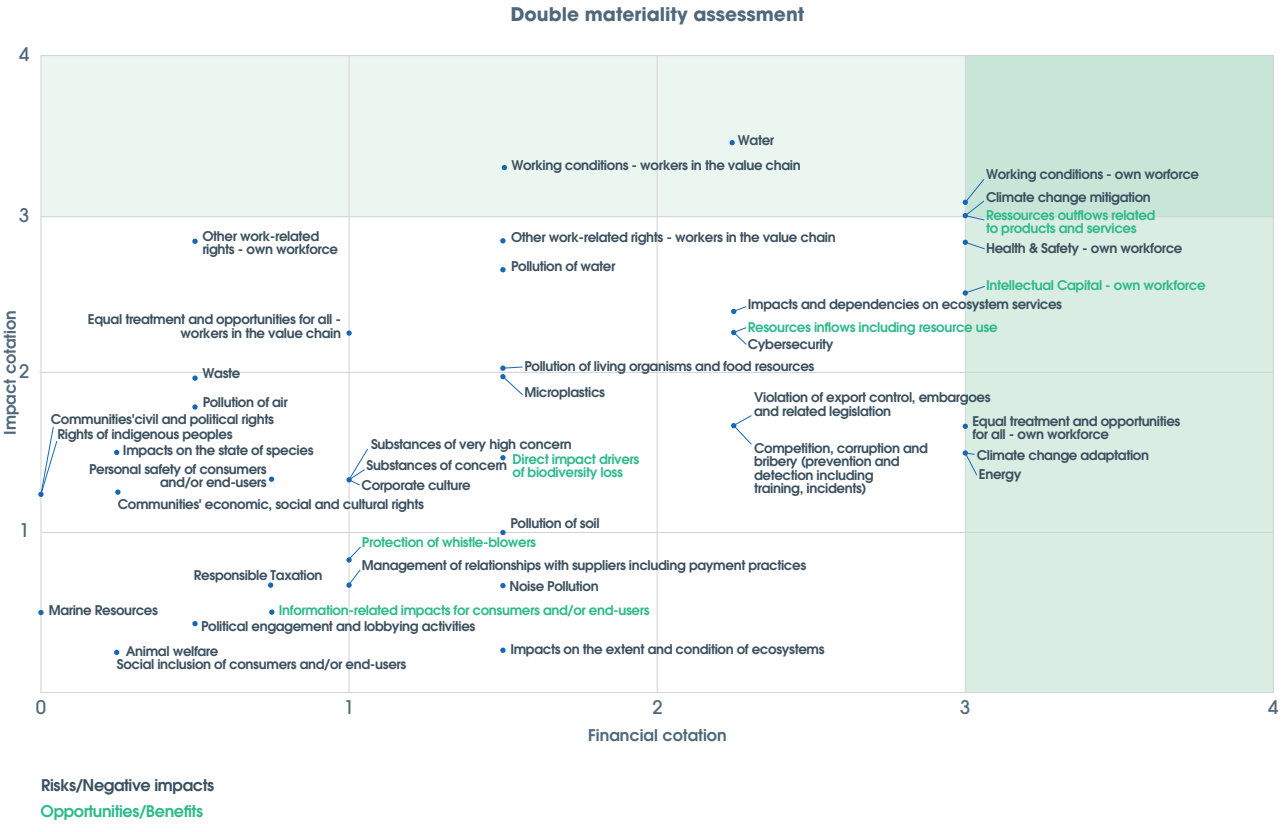 Double materiality assessment
4
Water
Working conditions - workers in the value chain
Working conditions - own worforce
Climate change mitigation
3
Ressources outflows related
to products and services
Other work-related
rights - own workforce
Other work-related rights - workers in the value chain
Health & Safety - own workforce
Pollution of water
Intellectual Capital - own workforce
Impacts and dependencies on ecosystem services
Equal treatment and opportunities for all -
workers in the value chain
Resources inflows including resource use
Cybersecurity
Impact cotation
2
Waste
Pollution of living organisms and food resources
Microplastics
Pollution of air
Violation of export control, embargoes
and related legislation
Communities'civil and political rights
Rights of indigenous peoples
Equal treatment and opportunities
for all - own workforce
Impacts on the state of species
Substances of very high concern
Competition, corruption and
bribery (prevention and
detection including
training, incidents)
Climate change adaptation
Energy
Personal safety of consumers
and/or end-users
Substances of concern
Direct impact drivers
of biodiversity loss
Corporate culture
Communities' economic, social and cultural rights
1
Pollution of soil
Protection of whistle-blowers
Management of relationships with suppliers including payment practices
Responsible Taxation
Noise Pollution
Marine Resources
Information-related impacts for consumers and/or end-users
Political engagement and lobbying activities
Animal welfare
Impacts on the extent and condition of ecosystems
Social inclusion of consumers and/or end-users
0 1 2 3 4
Financial cotation
Risks/Negative impacts
Opportunities/Benefits